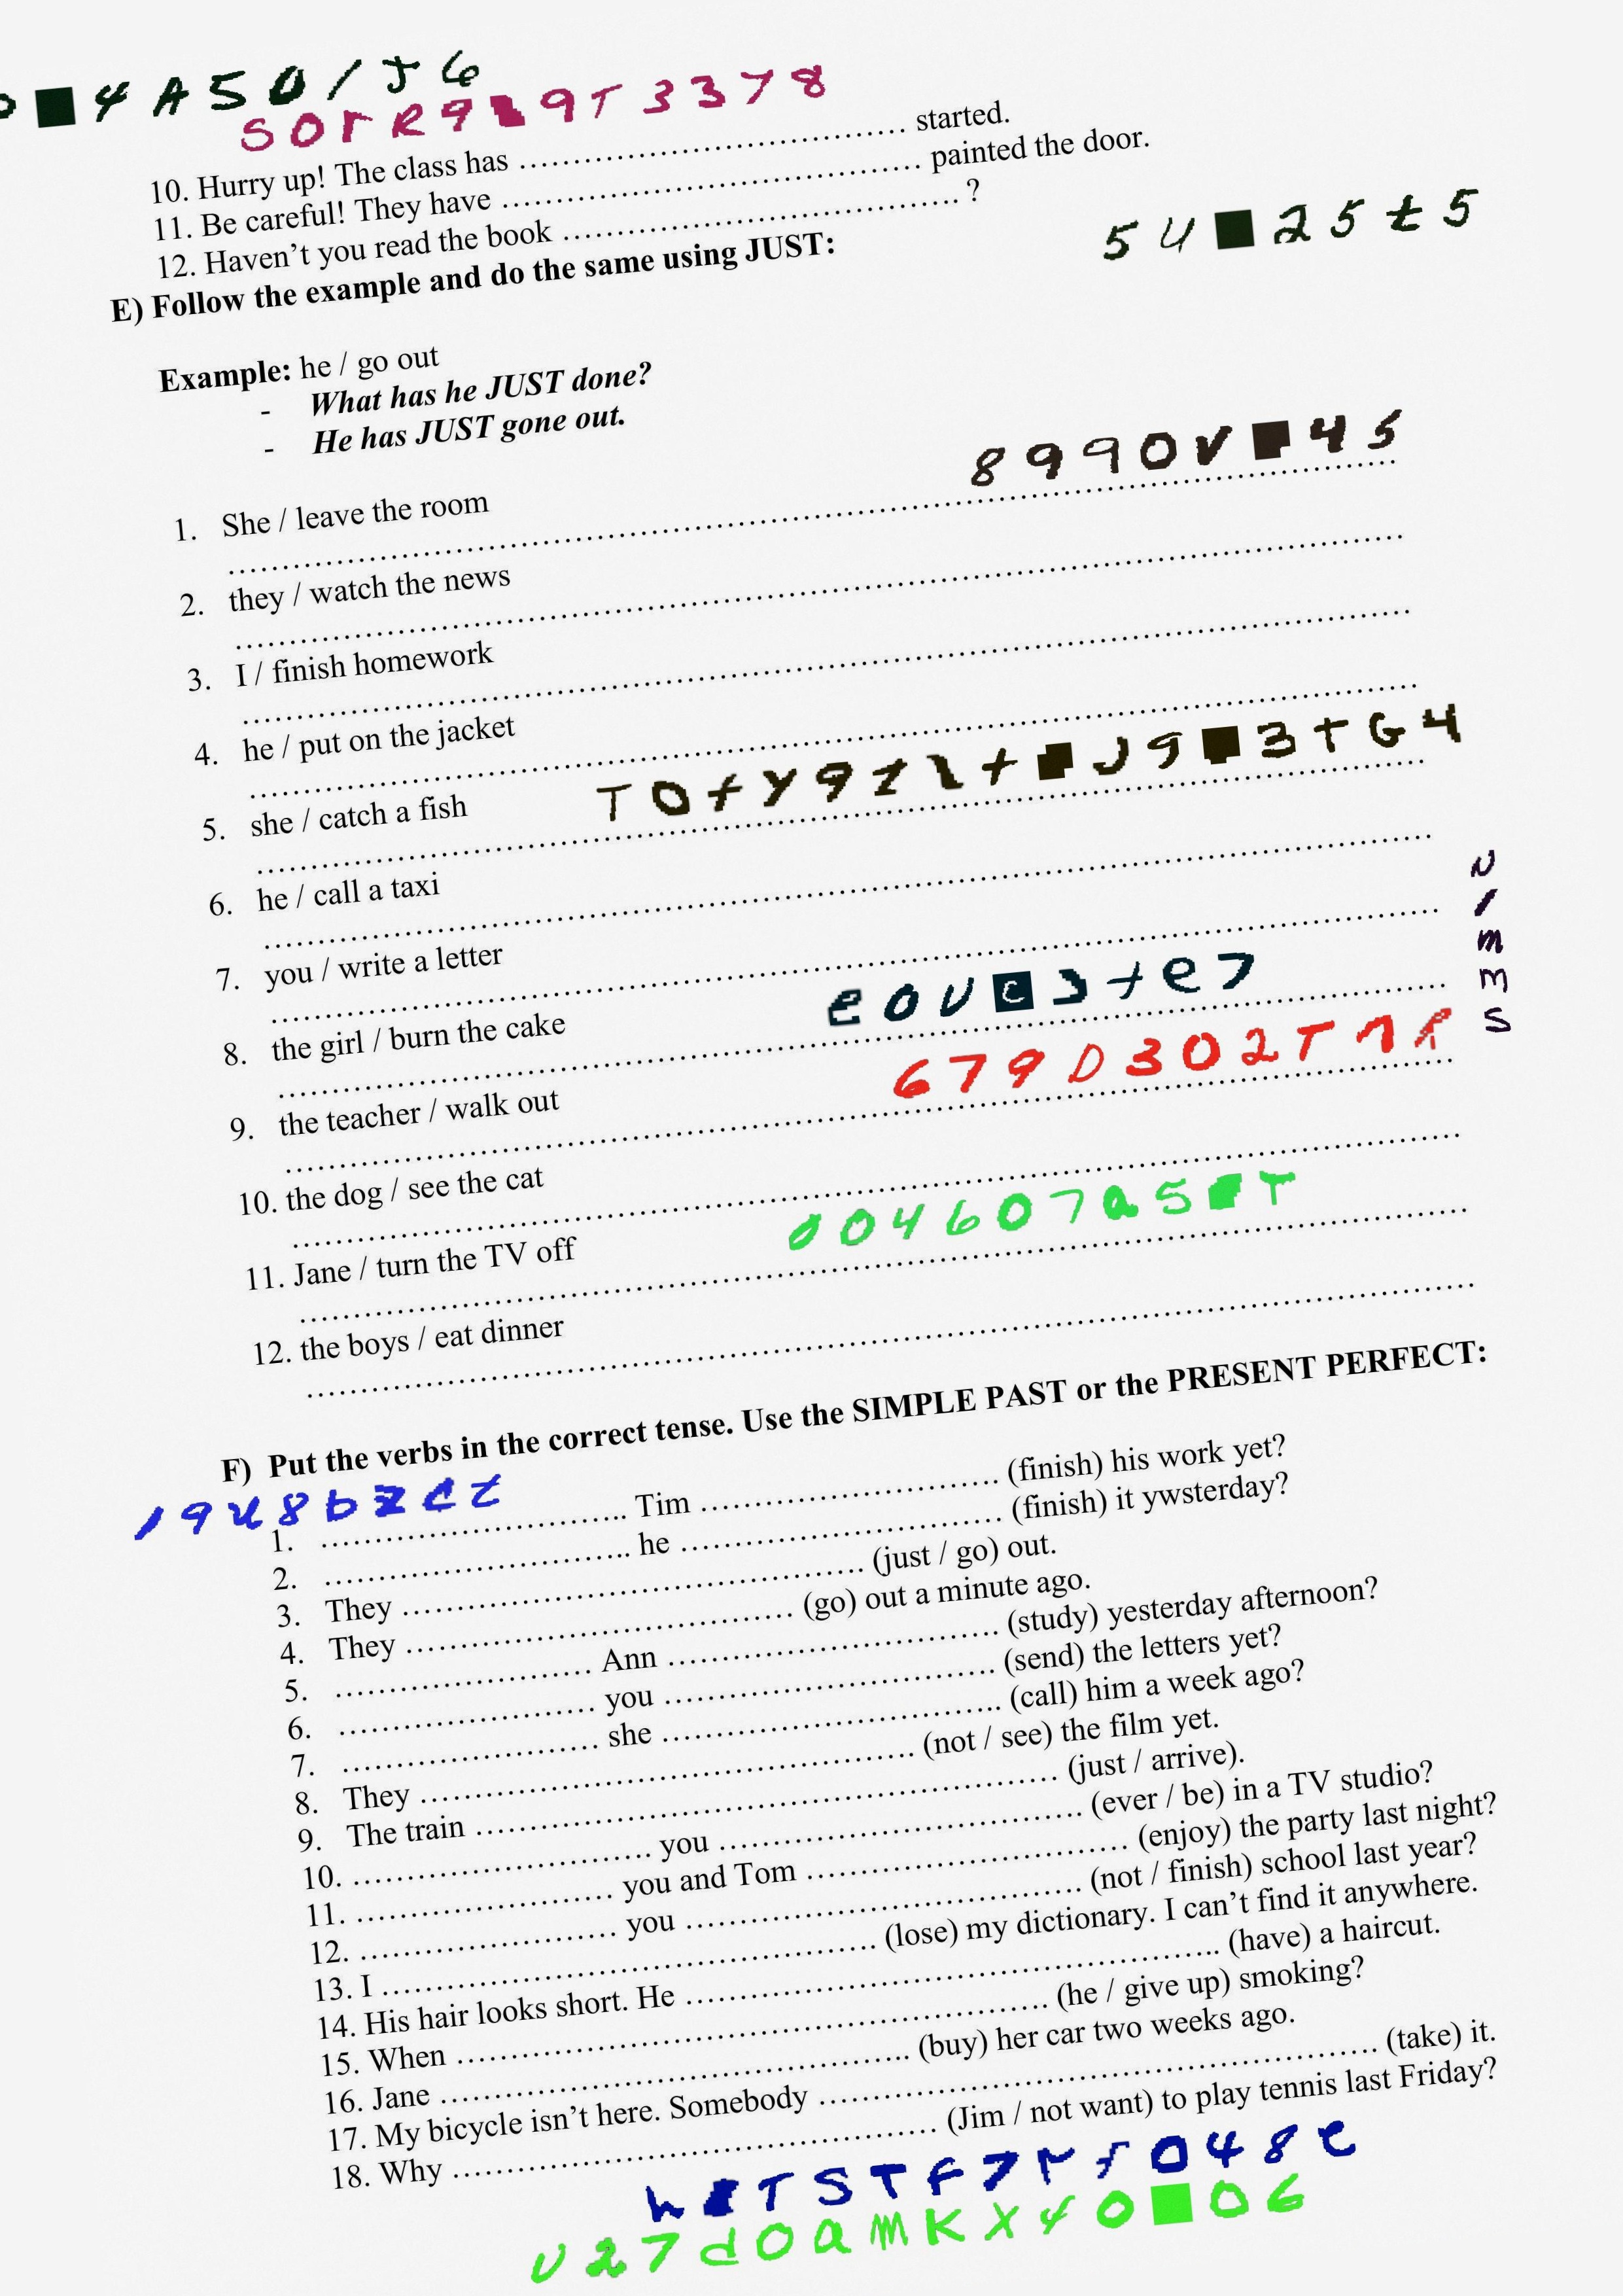 10. Hurry up! The class has ……………………………… started.
11. Be careful! They have ………………………………… painted the door.
12. Haven’t you read the book ……………………………….?
E) Follow the example and do the same using JUST:
Example: he / go out
- What has he JUST done?
- He has JUST gone out.
1. She / leave the room
……………………………………………………………………………………
2. they / watch the news
……………………………………………………………………………………
3. I / finish homework
……………………………………………………………………………………
4. he / put on the jacket
……………………………………………………………………………………
5. she / catch a fish
……………………………………………………………………………………
6. he / call a taxi
……………………………………………………………………………………
7. you / write a letter
……………………………………………………………………………………
8. the girl / burn the cake
……………………………………………………………………………………
9. the teacher / walk out
……………………………………………………………………………………
10. the dog / see the cat
……………………………………………………………………………………
11. Jane / turn the TV off
……………………………………………………………………………………
12. the boys / eat dinner
……………………………………………………………………………………
F) Put the verbs in the correct tense. Use the SIMPLE PAST or the PRESENT PERFECT:
1. ……………………….. Tim ………………………. (finish) his work yet?
2. ……………………….. he ………………………… (finish) it ywsterday?
3. They ……………………………………. (just / go) out.
4. They ………………………………. (go) out a minute ago.
5. …………………… Ann ………………………… (study) yesterday afternoon?
6. …………………… you ………………………… (send) the letters yet?
7. …………………… she ………………………….. (call) him a week ago?
8. They ………………………………………. (not / see) the film yet.
9. The train ……………………………………………… (just / arrive).
10. ………………………. you ……………………………. (ever / be) in a TV studio?
11. …………………… you and Tom ………………………… (enjoy) the party last night?
12. …………………… you ………………………………. (not / finish) school last year?
13. I ………………………………………. (lose) my dictionary. I can’t find it anywhere.
14. His hair looks short. He ………………………………………….. (have) a haircut.
15. When ………………………………………………. (he / give up) smoking?
16. Jane …………………………………….. (buy) her car two weeks ago.
17. My bicycle isn’t here. Somebody ……………………………………………. (take) it.
18. Why ………………………………………. (Jim / not want) to play tennis last Friday?